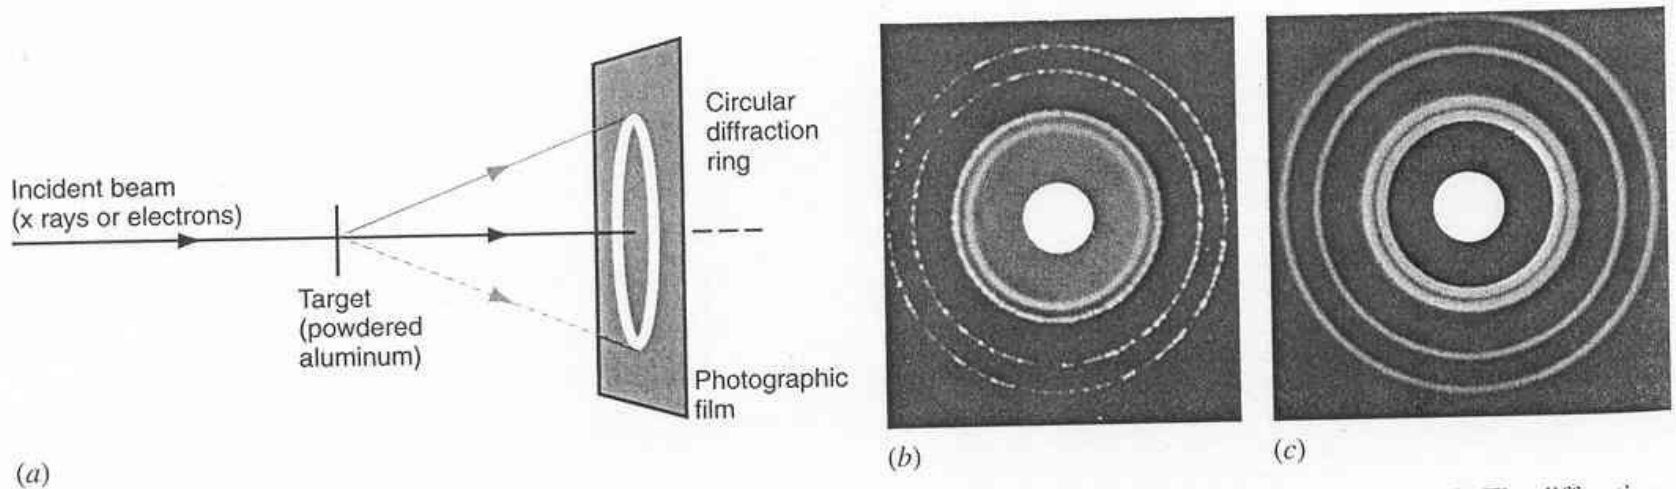 Incident beam
(x rays or electrons)
Target
(powdered
aluminum)
Circular
diffraction
ring
Photographic
film
(a)
(b)
(c)